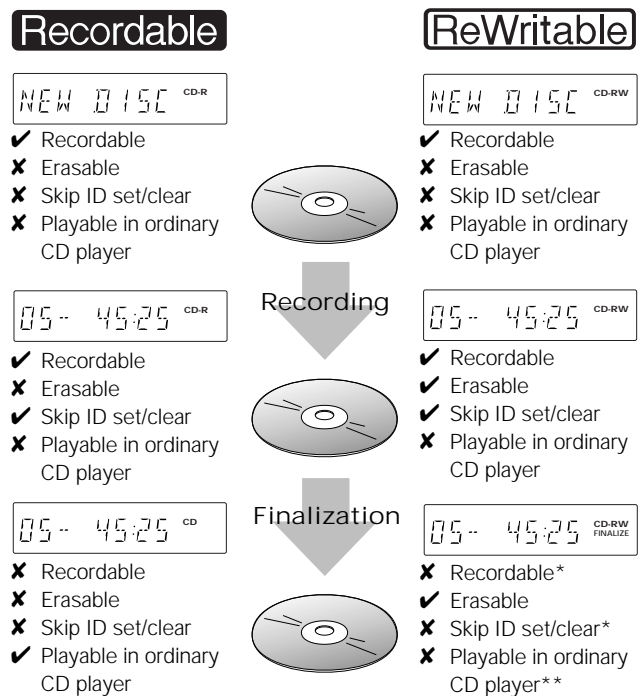 Recordable
NEW DISC CD-R
✔ Recordable
✘ Erasable
✘ Skip ID set/clear
✘ Playable in ordinary
CD player
05- 45:25 CD-R
✔ Recordable
✘ Erasable
✔ Skip ID set/clear
✘ Playable in ordinary
CD player
05- 45:25 CD
✘ Recordable
✘ Erasable
✘ Skip ID set/clear
✔ Playable in ordinary
CD player
Recording
Finalization
ReWritable
NEW DISC CD-RW
✔ Recordable
✘ Erasable
✘ Skip ID set/clear
✘ Playable in ordinary
CD player
05- 45:25 CD-RW
✔ Recordable
✔ Erasable
✔ Skip ID set/clear
✘ Playable in ordinary
CD player
05- 45:25 CD-RW
FINALIZE
✘ Recordable*
✔ Erasable
✘ Skip ID set/clear*
✘ Playable in ordinary
CD player**